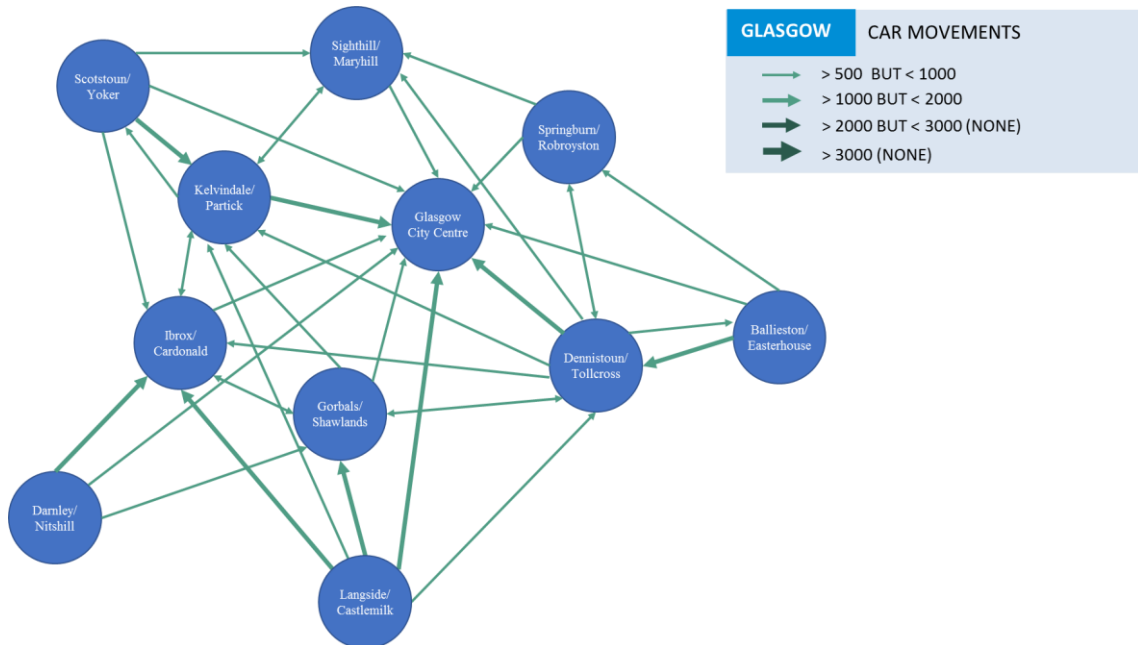 GLASGOW CAR MOVEMENTS
> 500 BUT < 1000
> 1000 BUT < 2000
> 2000 BUT < 3000 (NONE)
> 3000 (NONE)
Sighthill/
Maryhill
Scotstoun/
Yoker
Springburn/
Robroyston
Kelvindale/
Partick
Glasgow
City Centre
Ibrox/
Cardonald
Ballieston/
Easterhouse
Dennistoun/
Tollcross
Gorbals/
Shawlands
Darnley/
Nitshill
Langside/
Castlemilk